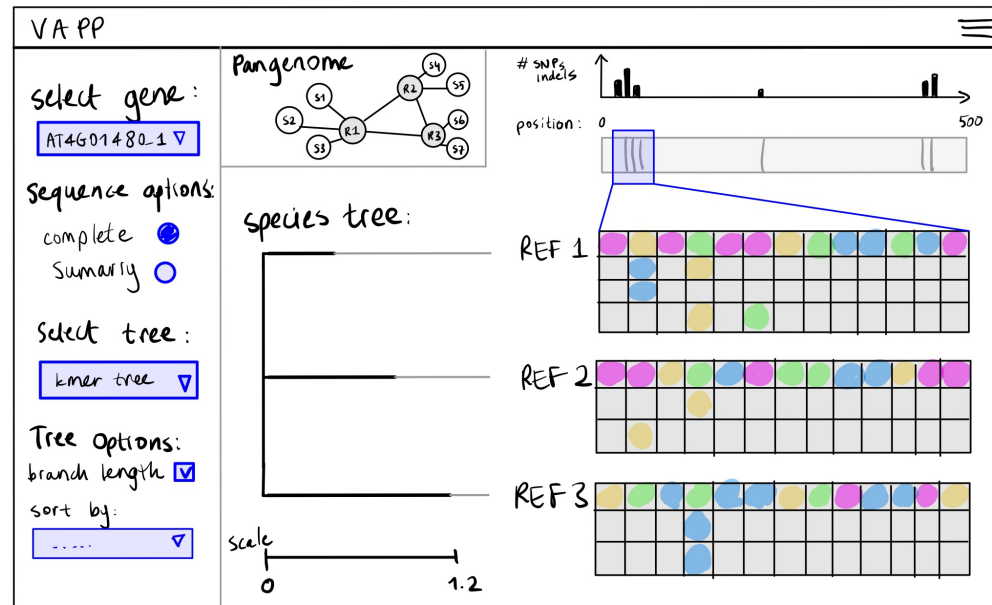 VAPP
select gene:
AT4G01480_1
Sequence options:
complete
Sumarry
Select tree:
kmer tree
Tree Options:
branch length
sort by:
.....
Pangenome
S1
S2
S3
R1
R2
R3
S4
S5
S6
S7
species tree:
scale
0
1.2
# SNPs
indels
position: 0 500
REF 1
REF 2
REF 3